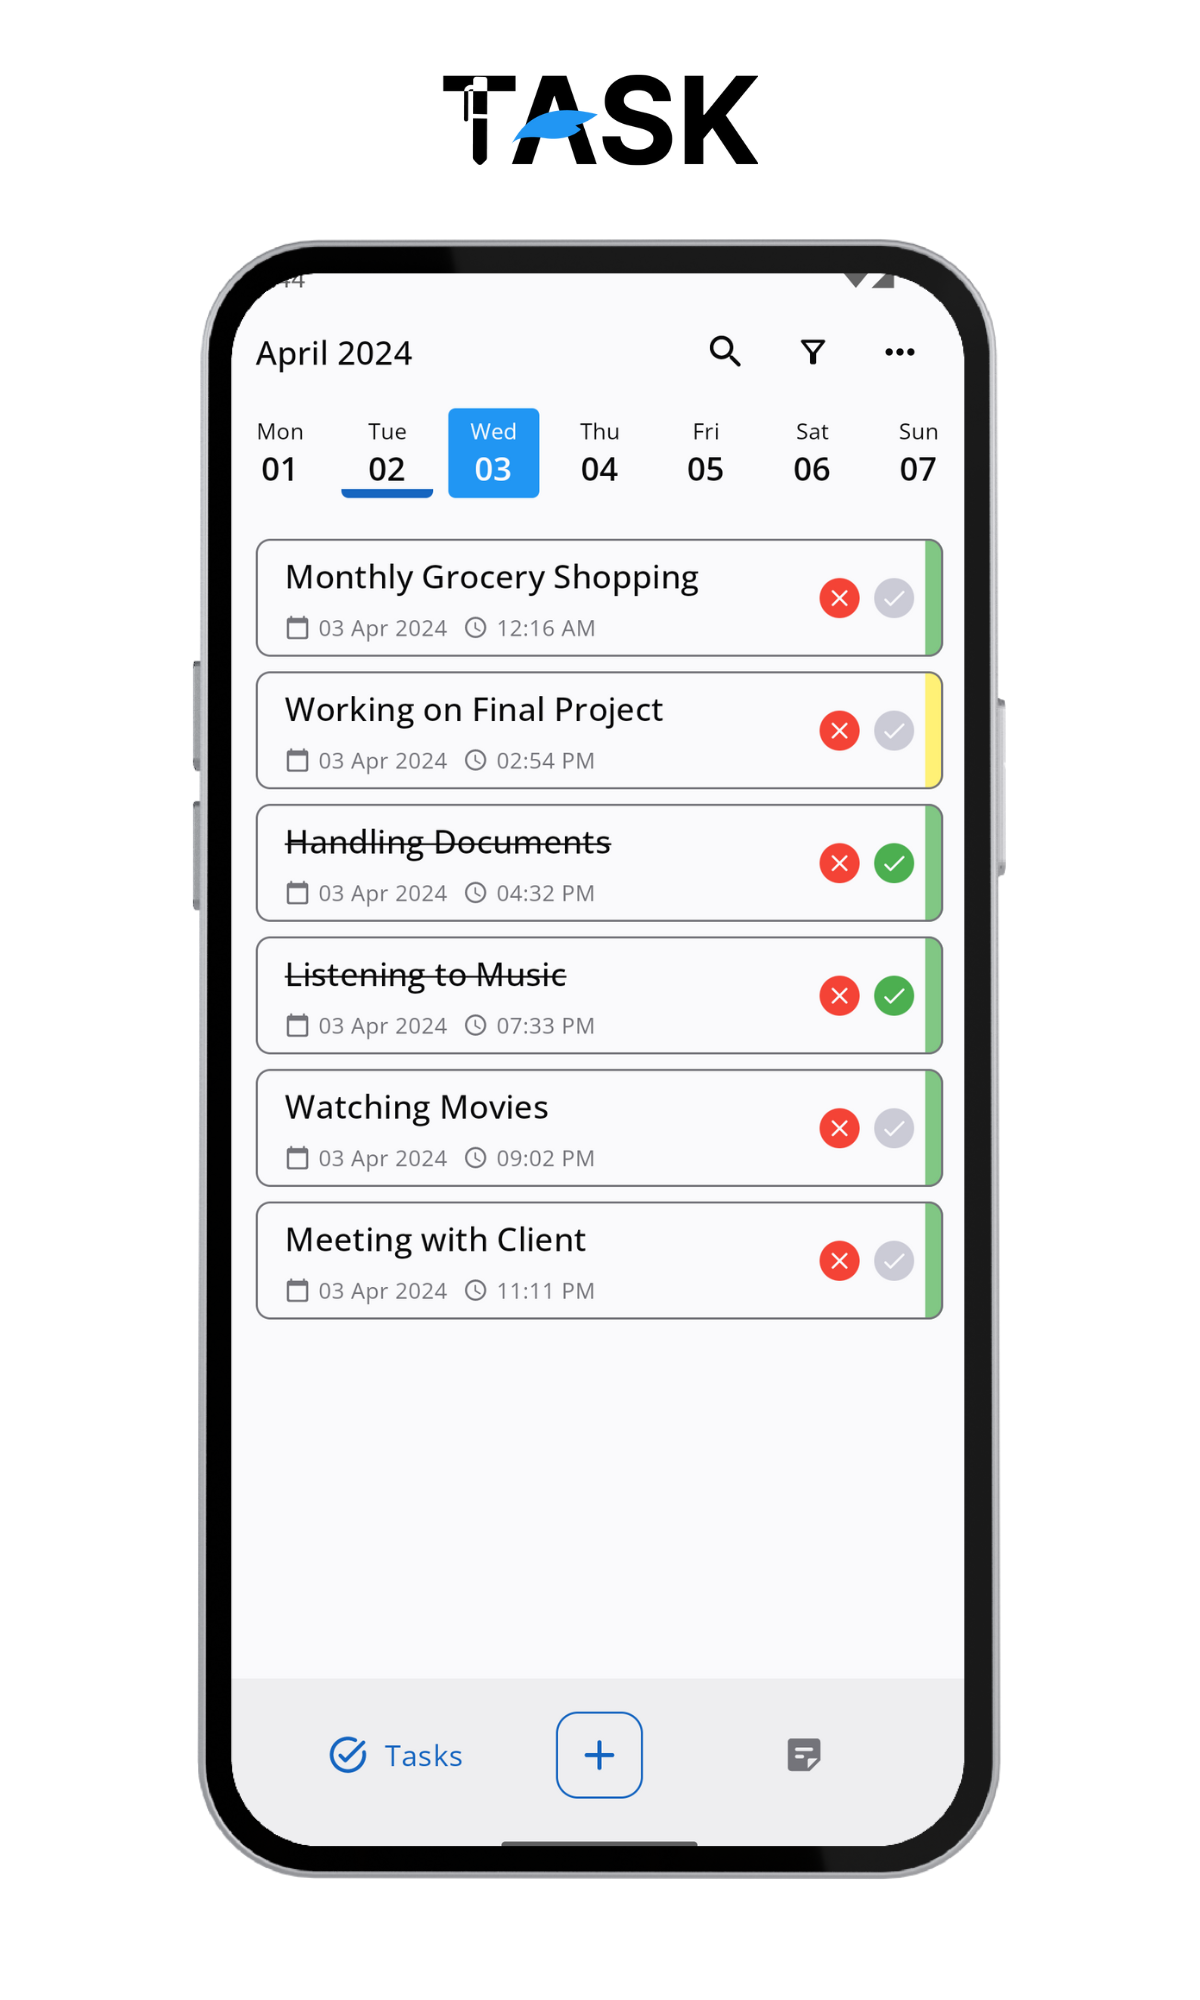 TASK
April 2024
Mon Tue Wed Thu Fri Sat Sun
01 02 03 04 05 06 07
Monthly Grocery Shopping
03 Apr 2024 12:16 AM
Working on Final Project
03 Apr 2024 02:54 PM
Handling Documents
03 Apr 2024 04:32 PM
Listening to Music
03 Apr 2024 07:33 PM
Watching Movies
03 Apr 2024 09:02 PM
Meeting with Client
03 Apr 2024 11:11 PM
Tasks